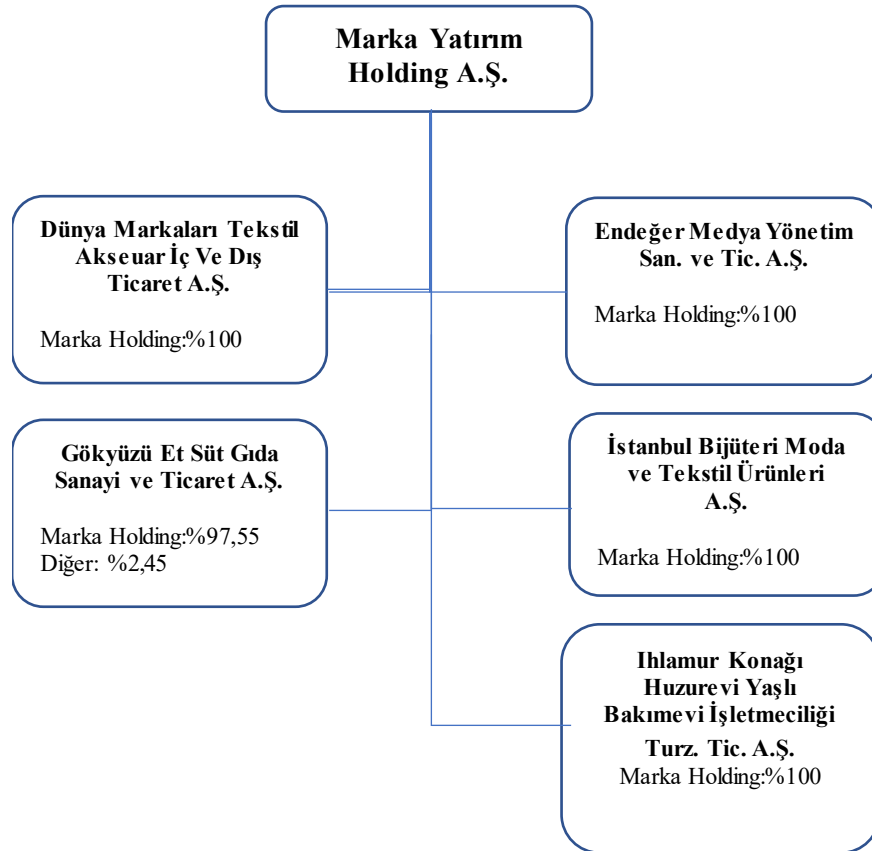 Marka Yatırım
Holding A.Ş.
Dünya Markaları Tekstil
Akseuar İç Ve Dış
Ticaret A.Ş.
Marka Holding:%100
Endeğer Medya Yönetim
San. ve Tic. A.Ş.
Marka Holding:%100
Gökyüzü Et Süt Gıda
Sanayi ve Ticaret A.Ş.
Marka Holding:%97,55
Diğer: %2,45
İstanbul Bijüteri Moda
ve Tekstil Ürünleri
A.Ş.
Marka Holding:%100
Ihlamur Konağı
Huzurevi Yaşlı
Bakımevi İşletmeciliği
Turz. Tic. A.Ş.
Marka Holding:%100